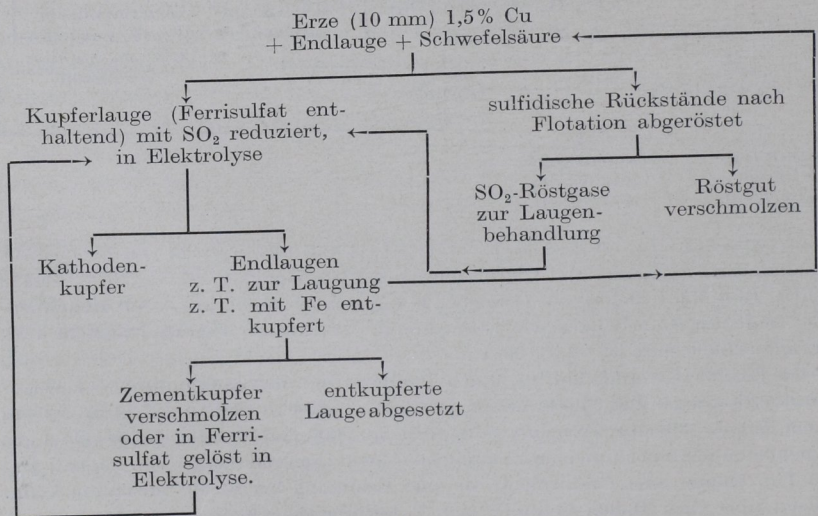 Erze (10 mm) 1,5% Cu
+ Endlauge + Schwefelsäure
Kupferlauge (Ferrisulfat ent-
haltend) mit SO₂ reduziert,
in Elektrolyse
sulfidische Rückstände nach
Flotation abgeröstet
SO₂-Röstgase
zur Laugen-
behandlung
Röstgut
verschmolzen
Kathoden-
kupfer
Endlaugen
z. T. zur Laugung
z. T. mit Fe ent-
kupfert
Zementkupfer
verschmolzen
oder in Ferri-
sulfat gelöst in
Elektrolyse.
entkupferte
Lauge abgesetzt